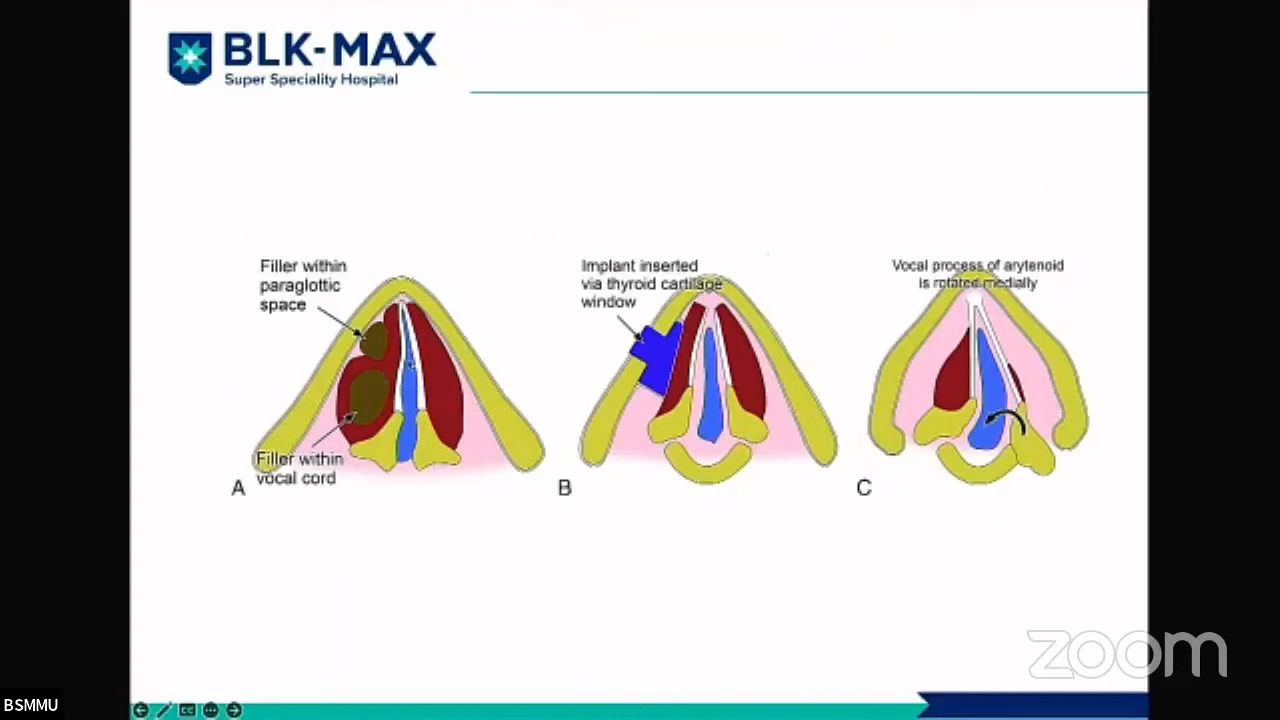 BLK-MAX
Super Speciality Hospital
Filler within
paraglottic
space
Filler within
vocal cord
A
Implant inserted
via thyroid cartilage
window
B
Vocal process of arytenoid
is rotated medially
C
zoom
BSMMU
CC